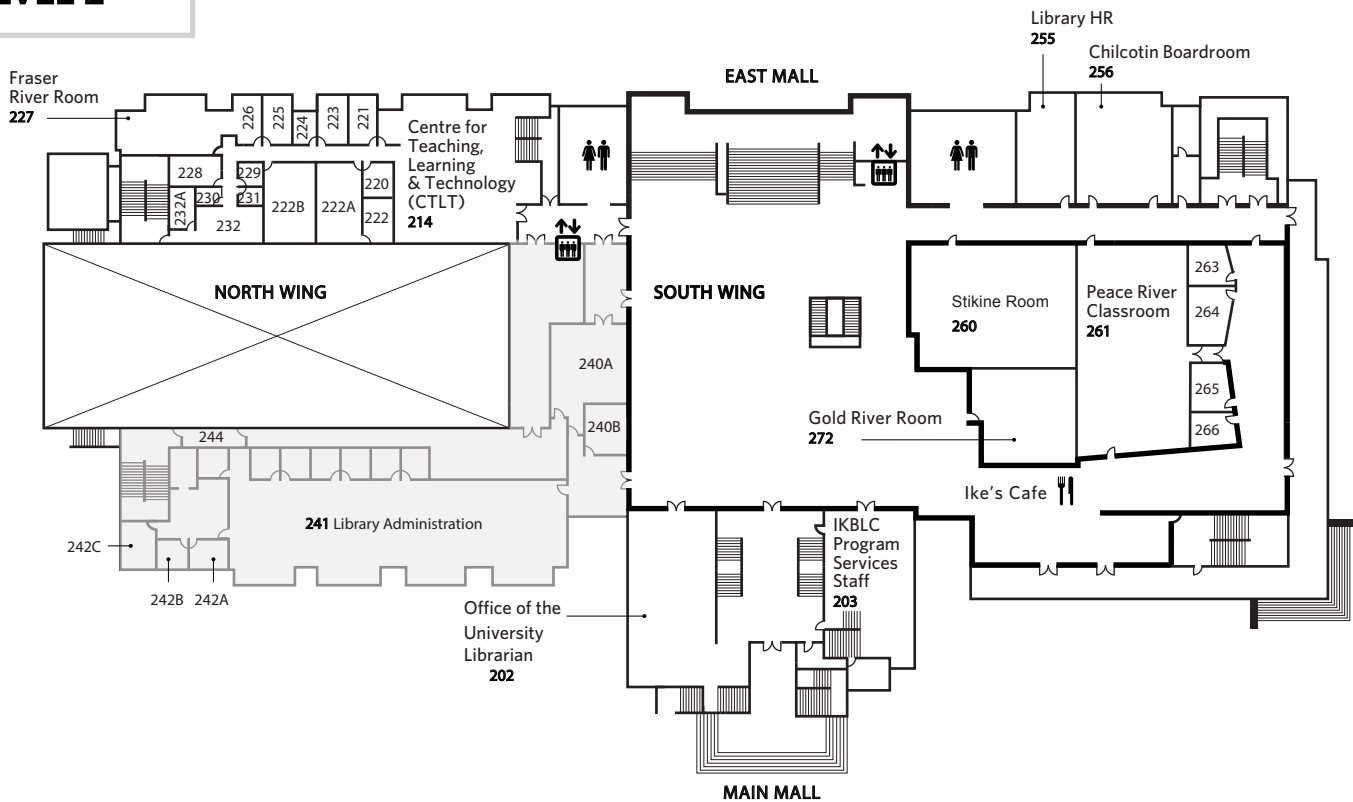 Library HR
255
Chilcotin Boardroom
256
EAST MALL
Fraser
River Room
227
226
225
224
223
221
Centre for
Teaching,
Learning
& Technology
(CTLT)
214
228
229
230
231
232A
232
222B
222A
220
222
NORTH WING
SOUTH WING
Stikine Room
260
Peace River
Classroom
261
263
264
265
266
240A
240B
Gold River Room
272
Ike's Cafe
244
241 Library Administration
242C
242B
242A
IKBLC
Program
Services
Staff
203
Office of the
University
Librarian
202
MAIN MALL